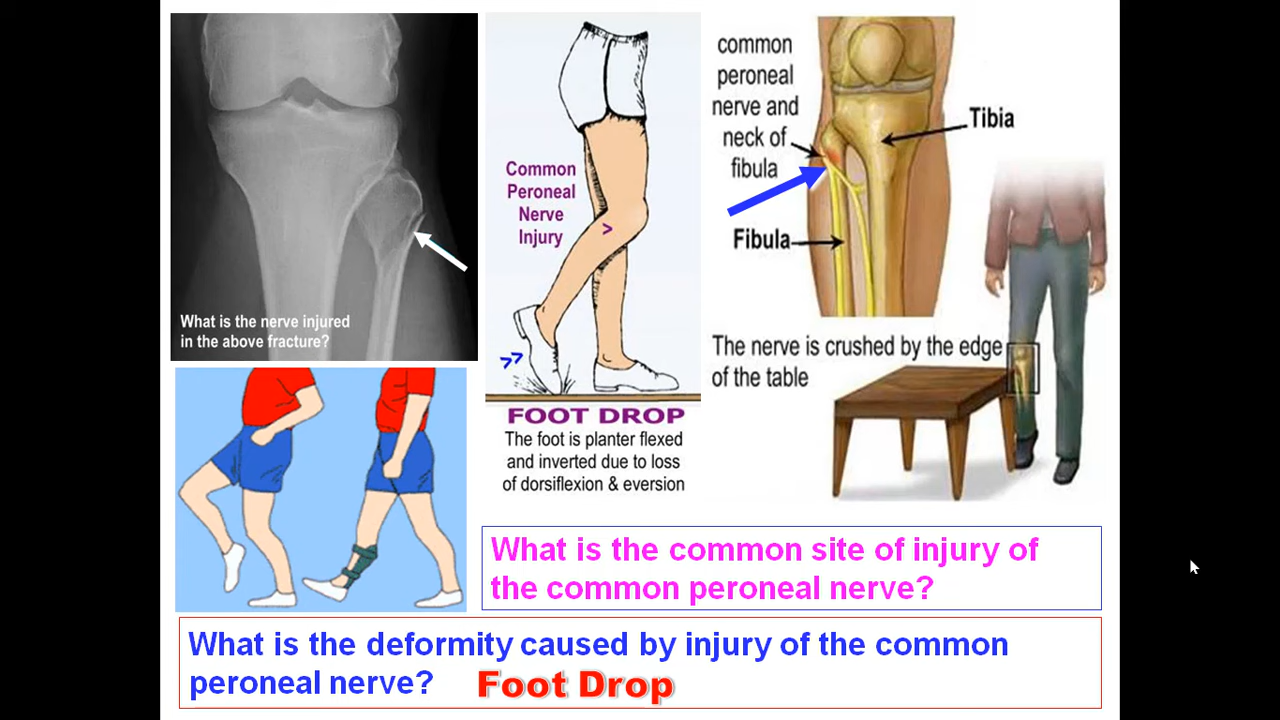 What is the nerve injured
in the above fracture?
Common
Peroneal
Nerve
Injury
FOOT DROP
The foot is planter flexed
and inverted due to loss
of dorsiflexion & eversion
common
peroneal
nerve and
neck of
fibula
Tibia
Fibula
The nerve is crushed by the edge
of the table
What is the common site of injury of
the common peroneal nerve?
What is the deformity caused by injury of the common
peroneal nerve? Foot Drop